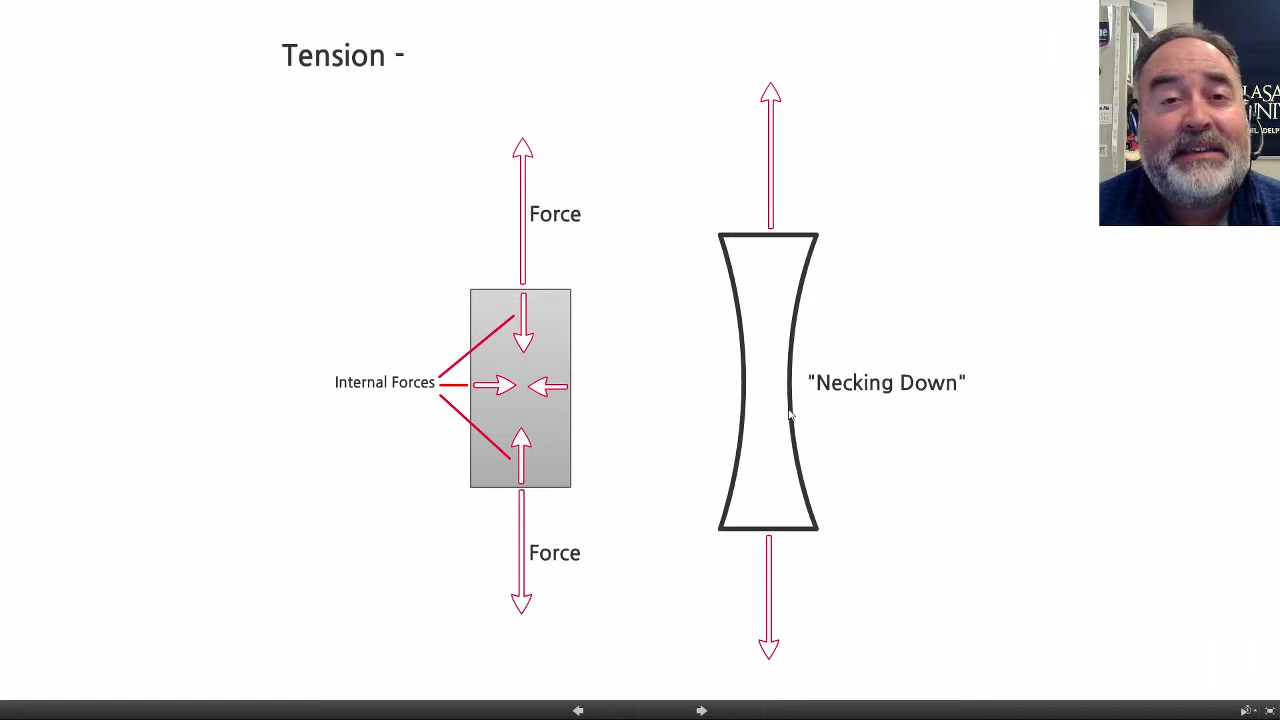 Tension -
Force
Internal Forces
"Necking Down"
Force